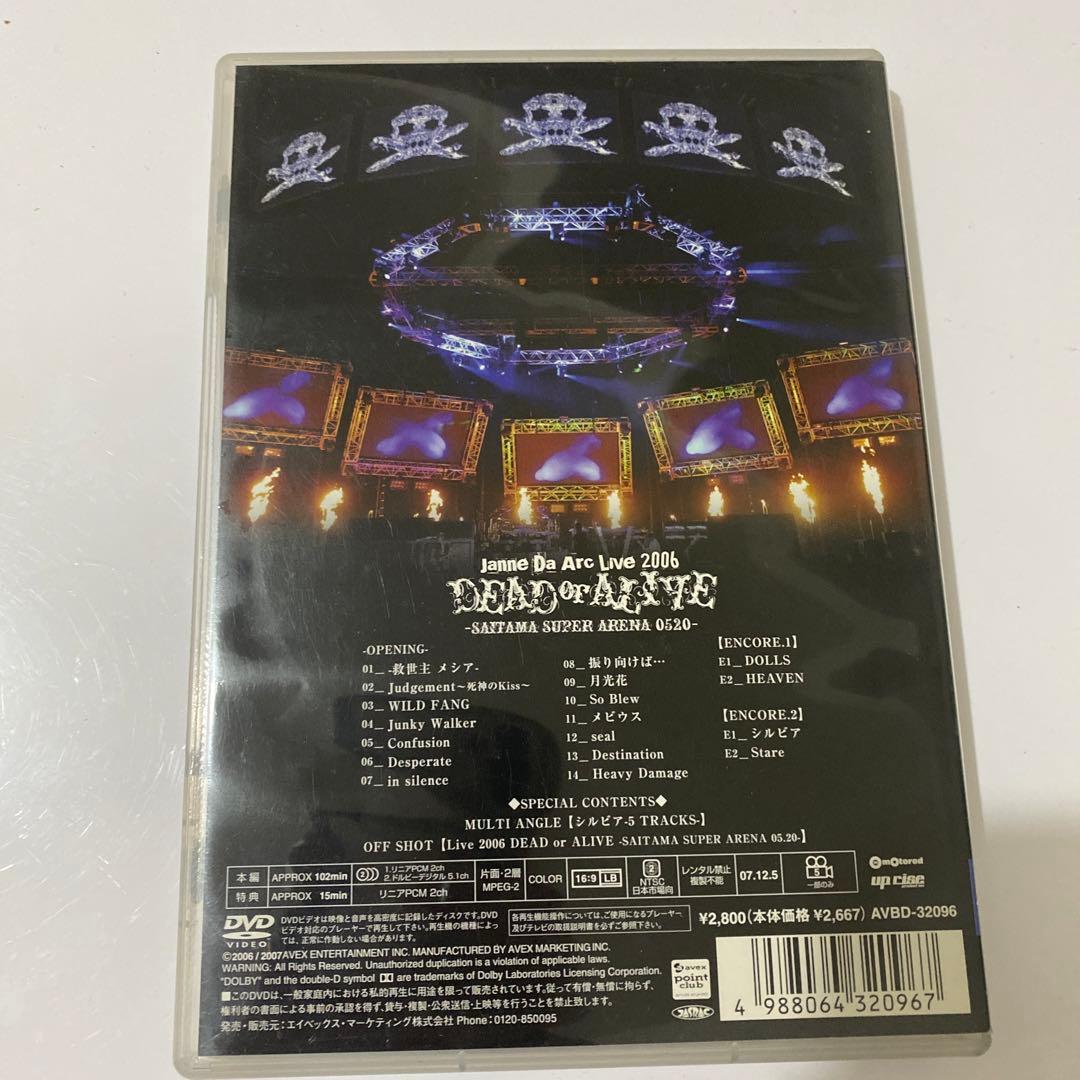 Janne Da Arc Live 2006
DEAD or ALIVE
-SAITAMA SUPER ARENA 0520-
-OPENING-
01_ -救世主 メシア-
02_ Judgement～死神のKiss～
03_ WILD FANG
04_ Junky Walker
05_ Confusion
06_ Desperate
07_ in silence
08_ 振り向けば…
09_ 月光花
10_ So Blew
11_ メビウス
12_ seal
13_ Destination
14_ Heavy Damage
【ENCORE.1】
E1_ DOLLS
E2_ HEAVEN
【ENCORE.2】
E1_ シルビア
E2_ Stare
◆SPECIAL CONTENTS◆
MULTI ANGLE【シルビア-5 TRACKS-】
OFF SHOT【Live 2006 DEAD or ALIVE -SAITAMA SUPER ARENA 05.20-】
本編 APPROX 102min 2 1.リニアPCM 2ch
2.ドルビーデジタル 5.1ch
特典 APPROX 15min リニアPCM 2ch
片面・2層
MPEG-2
COLOR
16:9 LB
2
NTSC
日本市場向
レンタル禁止
複製不能
07.12.5
5
一部のみ
motored
up rise
DVD
VIDEO
DVDビデオは映像と音声を高密度に記録したディスクです。DVD
ビデオ対応のプレーヤーで再生して下さい。再生機の機種によっ
ては、正常に作動しない場合があります。
各再生機能操作については、ご使用になるプレーヤー、
及びテレビの取扱説明書を必ずご参照下さい。
¥2,800(本体価格 ¥2,667) AVBD-32096
©2006 / 2007AVEX ENTERTAINMENT INC. MANUFACTURED BY AVEX MARKETING INC.
WARNING: All Rights Reserved. Unauthorized duplication is a violation of applicable laws.
"DOLBY" and the double-D symbol are trademarks of Dolby Laboratories Licensing Corporation.
■このDVDは、一般家庭内における私的再生に用途を限って販売されています。従って有償・無償に拘らず、
権利者の書面による事前の承認を得ず、貸与・複製・公衆送信・上映等を行うことを禁止致します。
発売・販売元：エイベックス・マーケティング株式会社 Phone：0120-850095
avex
point
club
JASRAC
4 988064 320967